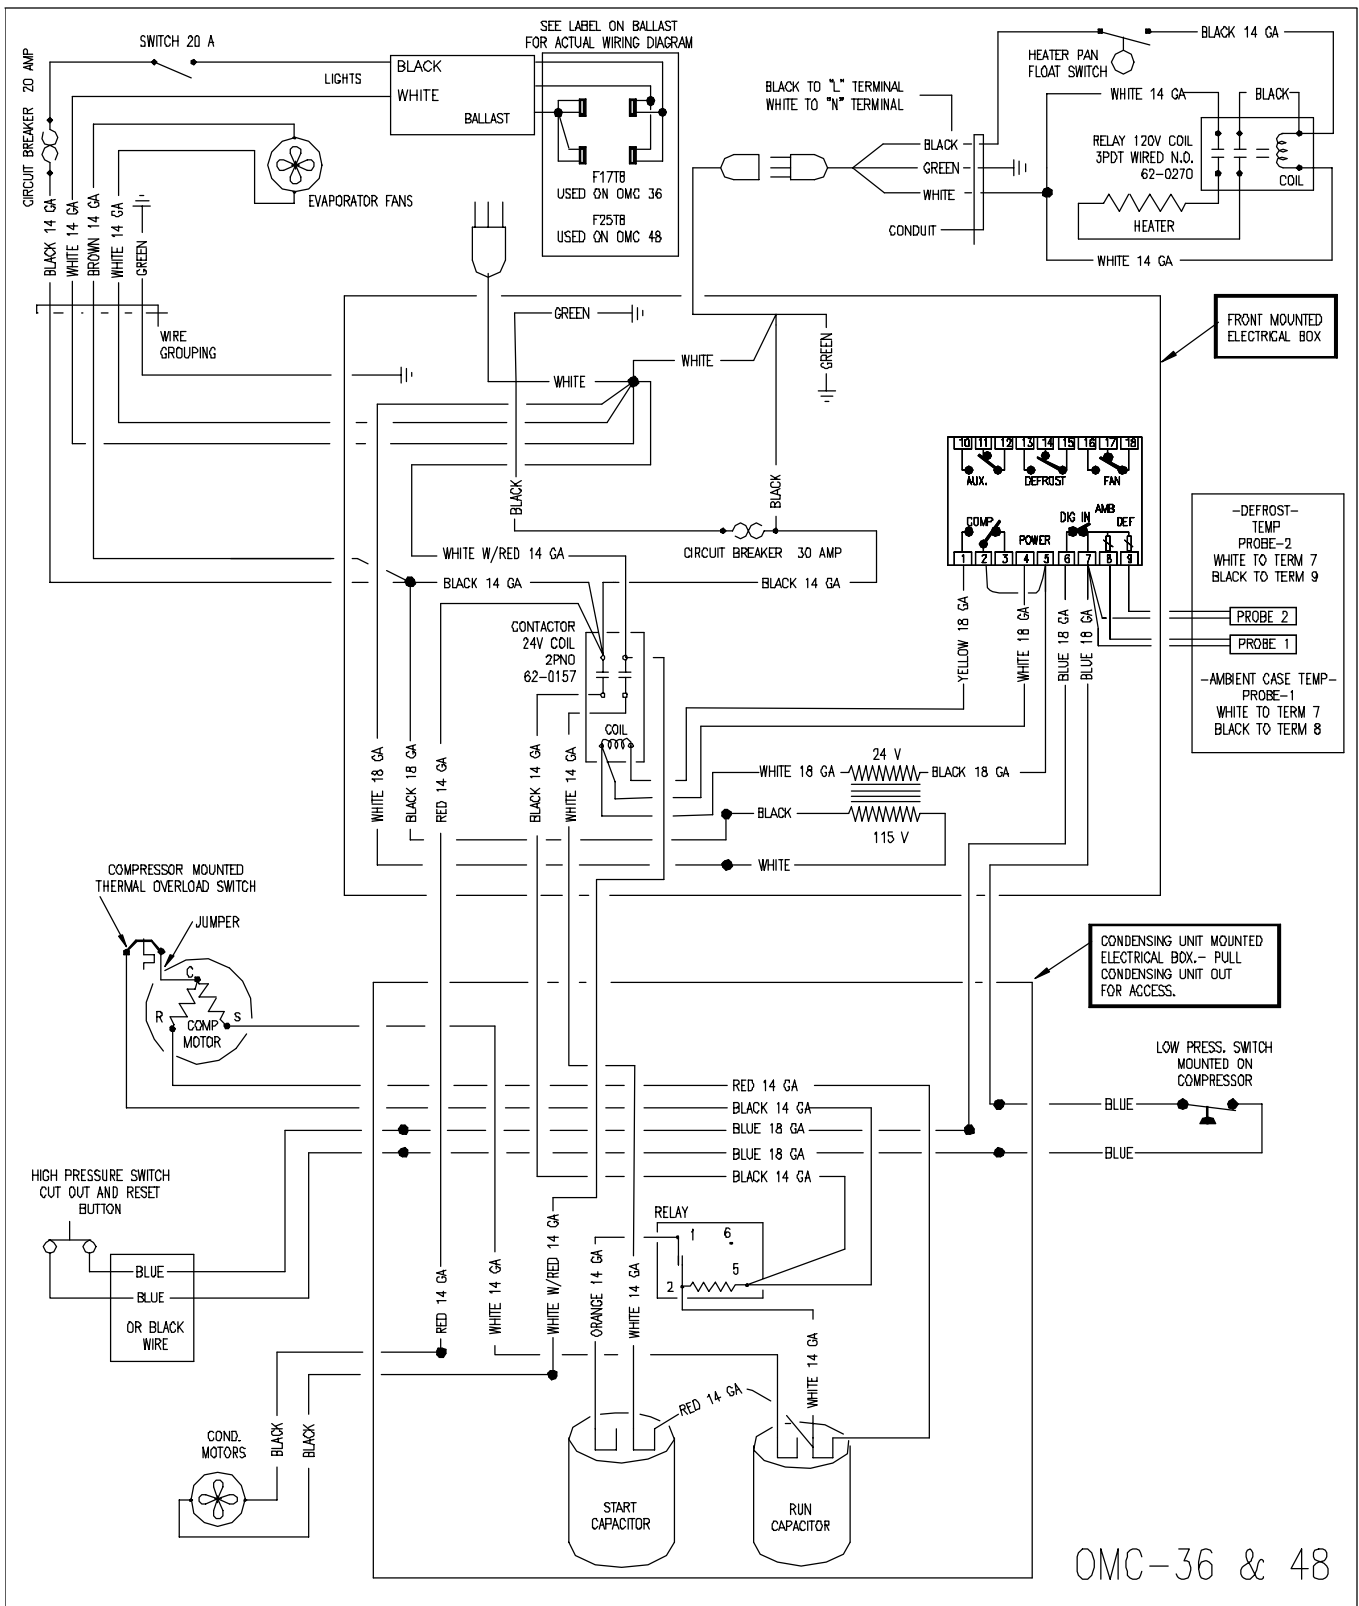 SEE LABEL ON BALLAST
FOR ACTUAL WIRING DIAGRAM
SWITCH 20 A
CIRCUIT BREAKER 20 AMP
LIGHTS
BLACK
WHITE
BALLAST
F17T8
USED ON OMC 36
F25T8
USED ON OMC 48
EVAPORATOR FANS
BLACK 14 GA
WHITE 14 GA
BROWN 14 GA
WHITE 14 GA
GREEN
WIRE
GROUPING
BLACK TO "L" TERMINAL
WHITE TO "N" TERMINAL
BLACK
GREEN
WHITE
CONDUIT
HEATER PAN
FLOAT SWITCH
BLACK 14 GA
WHITE 14 GA
BLACK
RELAY 120V COIL
3PDT WIRED N.O.
62-0270
COIL
HEATER
WHITE 14 GA
FRONT MOUNTED
ELECTRICAL BOX
GREEN
WHITE
WHITE
GREEN
BLACK
BLACK
CIRCUIT BREAKER 30 AMP
WHITE W/RED 14 GA
BLACK 14 GA
BLACK 14 GA
10 11 12 13 14 15 16 17 18
AUX. DEFROST FAN
COMP
DIG IN
AMB
DEF
POWER
1 2 3 4 5 6 7 8 9
-DEFROST-
TEMP
PROBE-2
WHITE TO TERM 7
BLACK TO TERM 9
PROBE 2
PROBE 1
-AMBIENT CASE TEMP-
PROBE-1
WHITE TO TERM 7
BLACK TO TERM 8
YELLOW 18 GA
WHITE 18 GA
BLUE 18 GA
BLUE 18 GA
CONTACTOR
24V COIL
2PNO
62-0157
COIL
WHITE 18 GA
BLACK 18 GA
RED 14 GA
BLACK 14 GA
WHITE 14 GA
24 V
WHITE 18 GA
BLACK 18 GA
BLACK
115 V
WHITE
COMPRESSOR MOUNTED
THERMAL OVERLOAD SWITCH
JUMPER
C
R
S
COMP
MOTOR
CONDENSING UNIT MOUNTED
ELECTRICAL BOX.- PULL
CONDENSING UNIT OUT
FOR ACCESS.
LOW PRESS. SWITCH
MOUNTED ON
COMPRESSOR
RED 14 GA
BLACK 14 GA
BLUE 18 GA
BLUE 18 GA
BLACK 14 GA
BLUE
BLUE
HIGH PRESSURE SWITCH
CUT OUT AND RESET
BUTTON
BLUE
BLUE
OR BLACK
WIRE
RELAY
1 6
2 5
RED 14 GA
WHITE 14 GA
WHITE W/RED 14 GA
ORANGE 14 GA
WHITE 14 GA
WHITE 14 GA
RED 14 GA
COND.
MOTORS
BLACK
BLACK
START
CAPACITOR
RUN
CAPACITOR
OMC-36 & 48